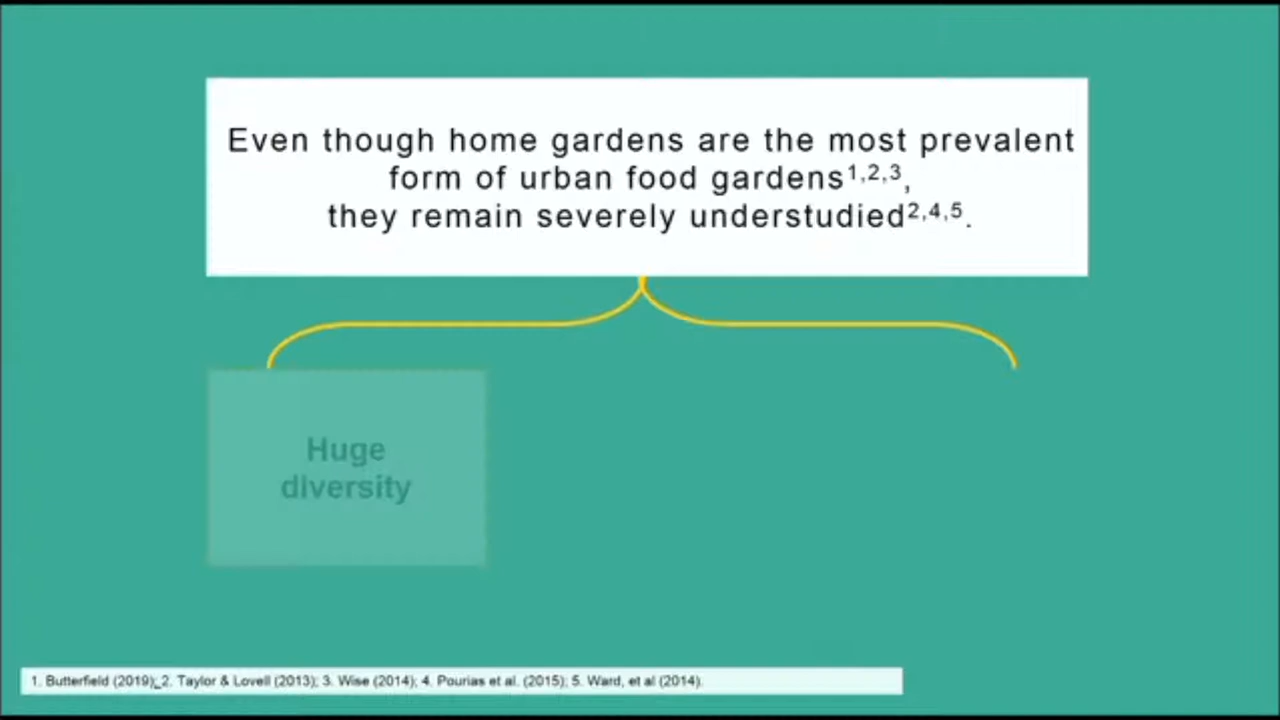 Even though home gardens are the most prevalent
form of urban food gardens1,2,3,
they remain severely understudied2,4,5.
Huge
diversity
1. Butterfield (2019); 2. Taylor & Lovell (2013); 3. Wise (2014); 4. Pourias et al. (2015); 5. Ward, et al (2014).